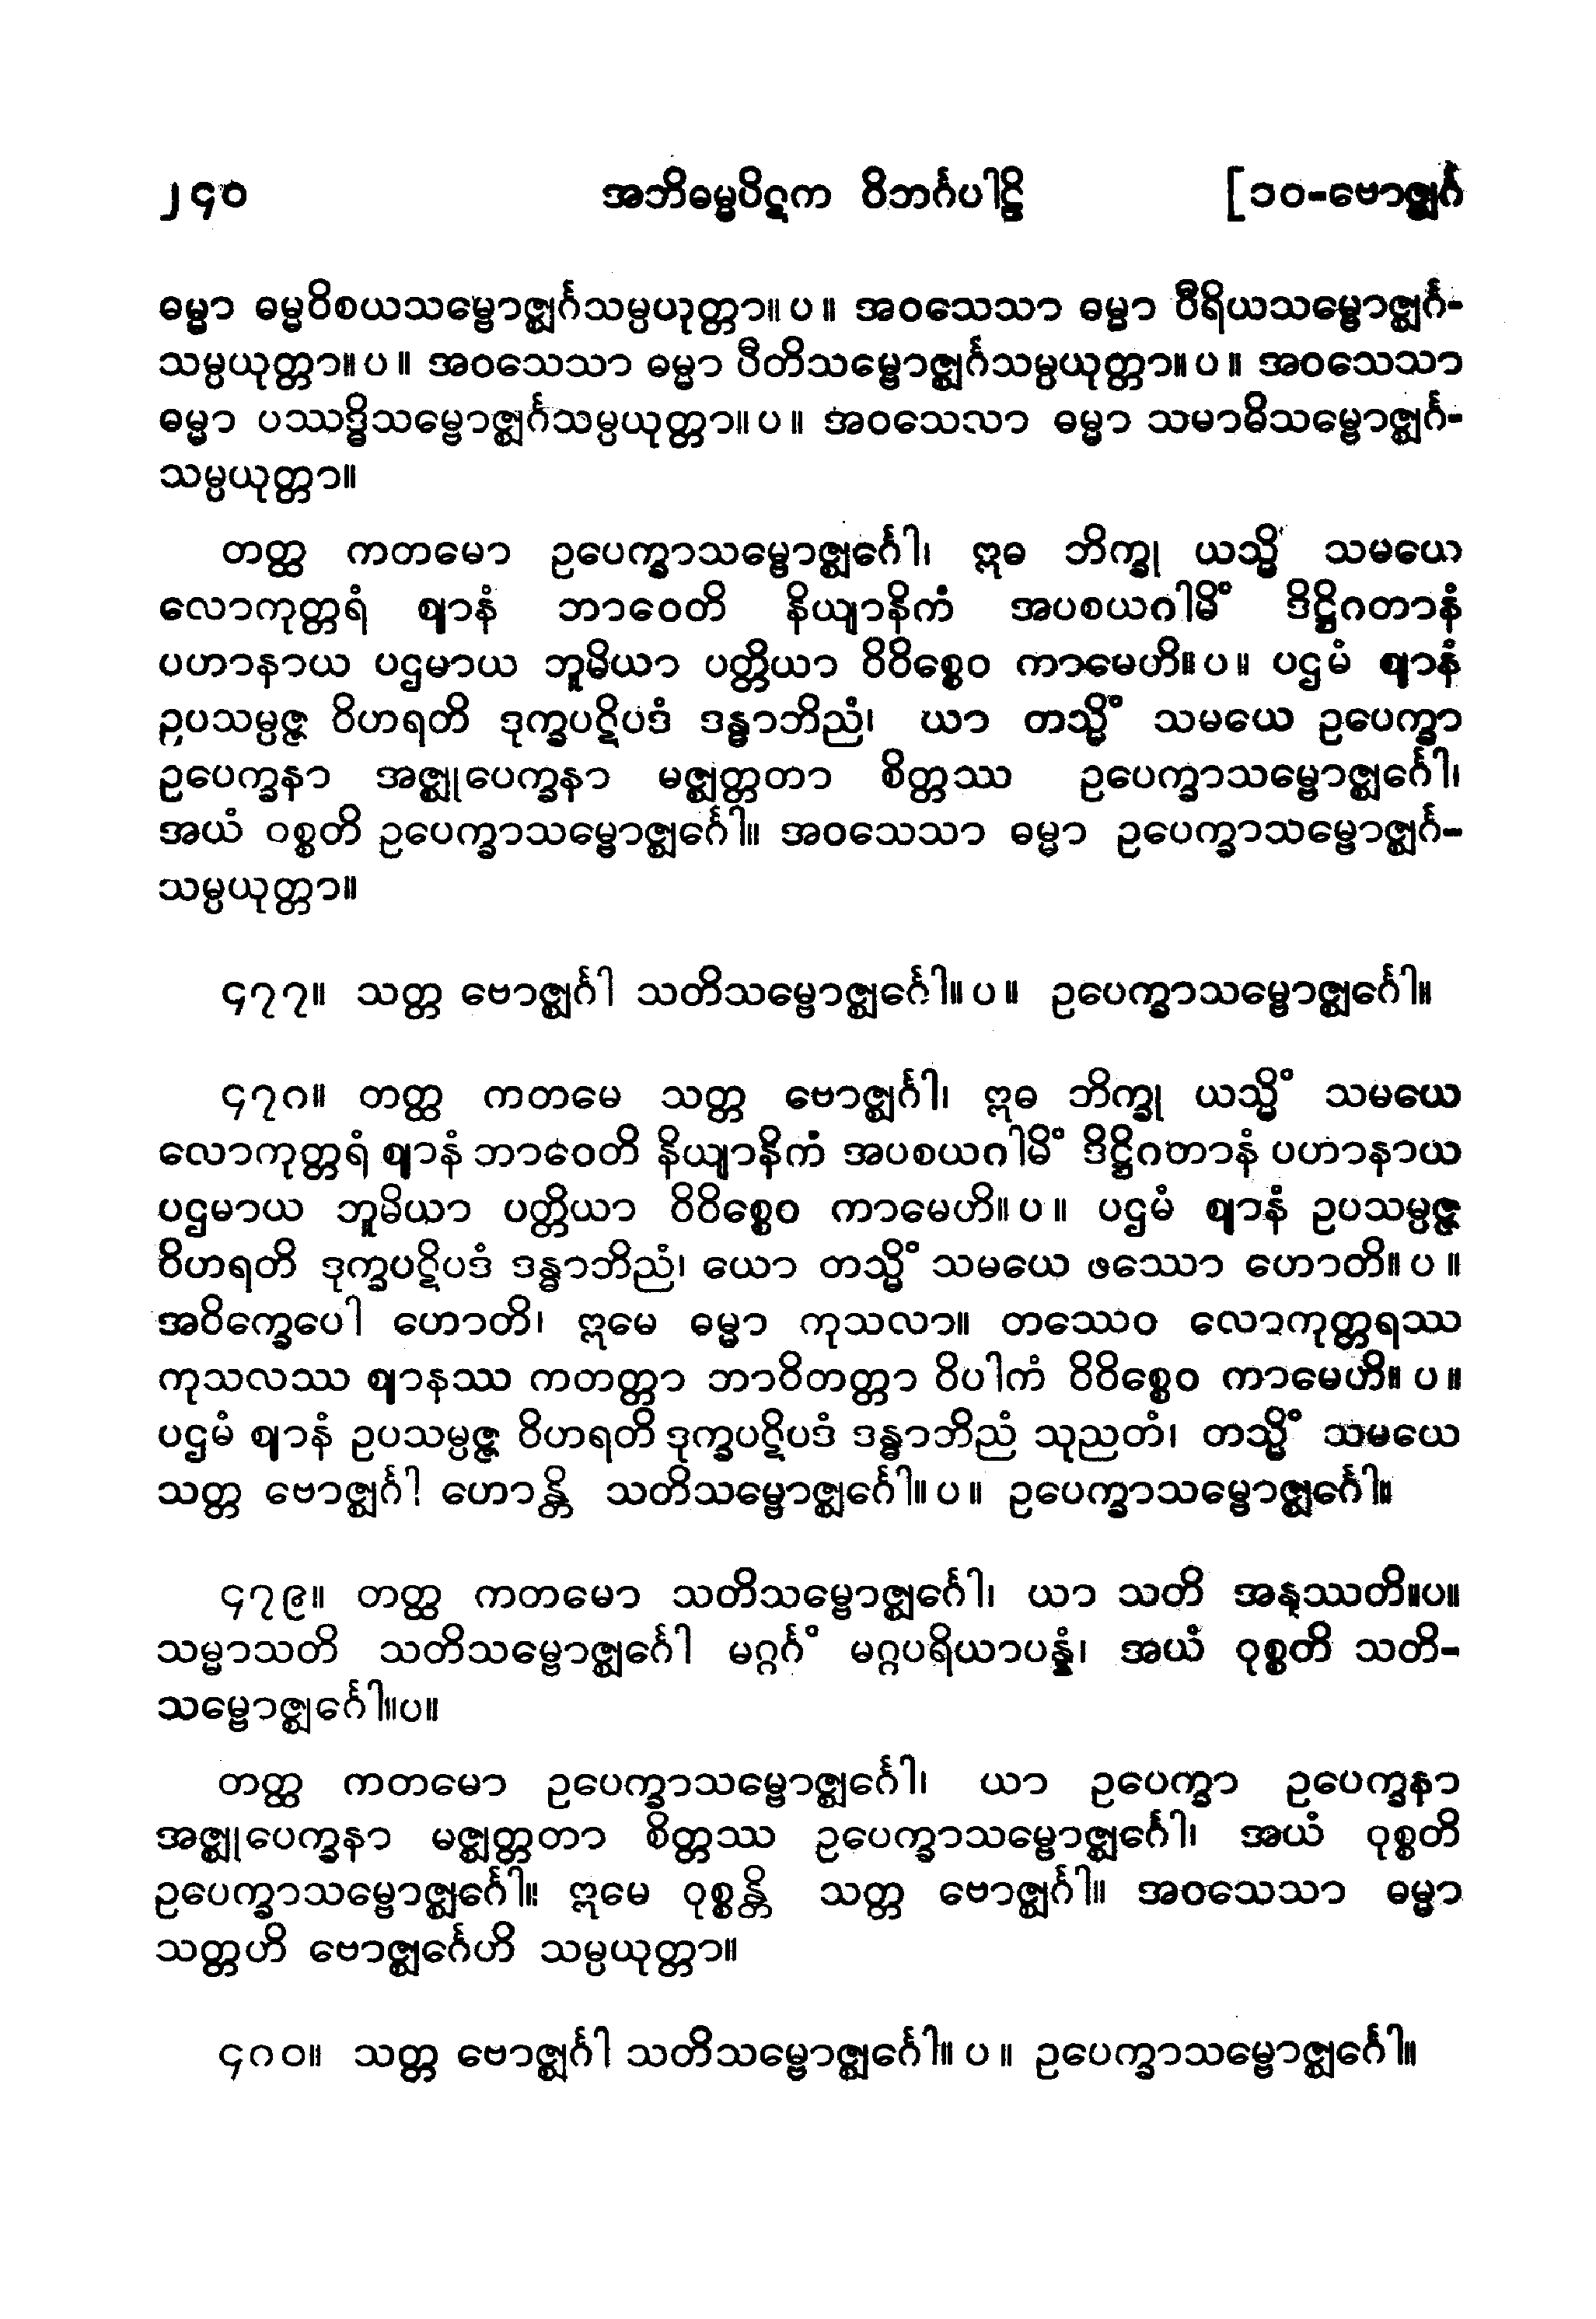 ၂၄၀ အဘိဓမ္မပိဋက ဝိဘင်္ဂပါဠိ [၁၀-ဗောဇ္ဈင်္ဂ
ဓမ္မာ ဓမ္မဝိစယသမ္ဗောဇ္ဈင်္ဂသမ္ပယုတ္တာ။ ပ ။ အဝသေသာ ဓမ္မာ ဝီရိယသမ္ဗောဇ္ဈင်္ဂ-
သမ္ပယုတ္တာ။ ပ ။ အဝသေသာ ဓမ္မာ ပီတိသမ္ဗောဇ္ဈင်္ဂသမ္ပယုတ္တာ။ ပ ။ အဝသေသာ
ဓမ္မာ ပဿဒ္ဓိသမ္ဗောဇ္ဈင်္ဂသမ္ပယုတ္တာ။ ပ ။ အဝသေသာ ဓမ္မာ သမာဓိသမ္ဗောဇ္ဈင်္ဂ-
သမ္ပယုတ္တာ။
တတ္ထ ကတမော ဥပေက္ခာသမ္ဗောဇ္ဈင်္ဂေါ၊ ဣဓ ဘိက္ခု ယသ္မိံ သမယေ
လောကုတ္တရံ ဈာနံ ဘာဝေတိ နိယျာနိကံ အပစယဂါမိံ ဒိဋ္ဌိဂတာနံ
ပဟာနာယ ပဌမာယ ဘူမိယာ ပတ္တိယာ ဝိဝိစ္စေဝ ကာမေဟိ။ ပ ။ ပဌမံ ဈာနံ
ဥပသမ္ပဇ္ဇ ဝိဟရတိ ဒုက္ခပဋိပဒံ ဒန္ဓာဘိညံ၊ ယာ တသ္မိံ သမယေ ဥပေက္ခာ
ဥပေက္ခနာ အဇ္ဈုပေက္ခနာ မဇ္ဈတ္တတာ စိတ္တဿ ဥပေက္ခာသမ္ဗောဇ္ဈင်္ဂေါ၊
အယံ ဝစ္စတိ ဥပေက္ခာသမ္ဗောဇ္ဈင်္ဂေါ။ အဝသေသာ ဓမ္မာ ဥပေက္ခာသမ္ဗောဇ္ဈင်္ဂ-
သမ္ပယုတ္တာ။
၄၇၇။ သတ္တ ဗောဇ္ဈင်္ဂါ သတိသမ္ဗောဇ္ဈင်္ဂေါ။ ပ ။ ဥပေက္ခာသမ္ဗောဇ္ဈင်္ဂေါ။
၄၇၈။ တတ္ထ ကတမေ သတ္တ ဗောဇ္ဈင်္ဂါ၊ ဣဓ ဘိက္ခု ယသ္မိံ သမယေ
လောကုတ္တရံ ဈာနံ ဘာဝေတိ နိယျာနိကံ အပစယဂါမိံ ဒိဋ္ဌိဂတာနံ ပဟာနာယ
ပဌမာယ ဘူမိယာ ပတ္တိယာ ဝိဝိစ္စေဝ ကာမေဟိ။ ပ ။ ပဌမံ ဈာနံ ဥပသမ္ပဇ္ဇ
ဝိဟရတိ ဒုက္ခပဋိပဒံ ဒန္ဓာဘိညံ၊ ယော တသ္မိံ သမယေ ဖဿော ဟောတိ။ ပ ။
အဝိက္ခေပေါ ဟောတိ၊ ဣမေ ဓမ္မာ ကုသလာ။ တဿေဝ လောကုတ္တရဿ
ကုသလဿ ဈာနဿ ကတတ္တာ ဘာဝိတတ္တာ ဝိပါကံ ဝိဝိစ္စေဝ ကာမေဟိ။ ပ ။
ပဌမံ ဈာနံ ဥပသမ္ပဇ္ဇ ဝိဟရတိ ဒုက္ခပဋိပဒံ ဒန္ဓာဘိညံ သုညတံ၊ တသ္မိံ သမယေ
သတ္တ ဗောဇ္ဈင်္ဂါ ဟောန္တိ သတိသမ္ဗောဇ္ဈင်္ဂေါ။ ပ ။ ဥပေက္ခာသမ္ဗောဇ္ဈင်္ဂေါ။
၄၇၉။ တတ္ထ ကတမော သတိသမ္ဗောဇ္ဈင်္ဂေါ၊ ယာ သတိ အနုဿတိ။ပ။
သမ္မာသတိ သတိသမ္ဗောဇ္ဈင်္ဂေါ မဂ္ဂင်္ဂံ မဂ္ဂပရိယာပန္နံ၊ အယံ ဝုစ္စတိ သတိ-
သမ္ဗောဇ္ဈင်္ဂေါ။ပ။
တတ္ထ ကတမော ဥပေက္ခာသမ္ဗောဇ္ဈင်္ဂေါ၊ ယာ ဥပေက္ခာ ဥပေက္ခနာ
အဇ္ဈုပေက္ခနာ မဇ္ဈတ္တတာ စိတ္တဿ ဥပေက္ခာသမ္ဗောဇ္ဈင်္ဂေါ၊ အယံ ဝုစ္စတိ
ဥပေက္ခာသမ္ဗောဇ္ဈင်္ဂေါ။ ဣမေ ဝုစ္စန္တိ သတ္တ ဗောဇ္ဈင်္ဂါ။ အဝသေသာ ဓမ္မာ
သတ္တဟိ ဗောဇ္ဈင်္ဂေဟိ သမ္ပယုတ္တာ။
၄၈၀။ သတ္တ ဗောဇ္ဈင်္ဂါ သတိသမ္ဗောဇ္ဈင်္ဂေါ။ ပ ။ ဥပေက္ခာသမ္ဗောဇ္ဈင်္ဂေါ။